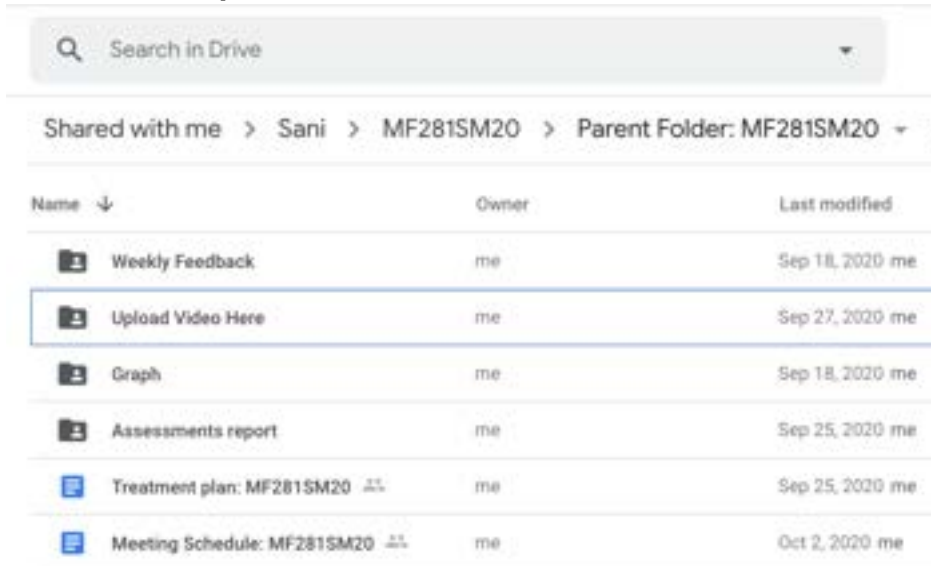 Search in Drive
Shared with me > Sani > MF281SM20 > Parent Folder: MF281SM20
Name Owner Last modified
Weekly Feedback me Sep 18, 2020 me
Upload Video Here me Sep 27, 2020 me
Graph me Sep 18, 2020 me
Assessments report me Sep 25, 2020 me
Treatment plan: MF281SM20 me Sep 25, 2020 me
Meeting Schedule: MF281SM20 me Oct 2, 2020 me